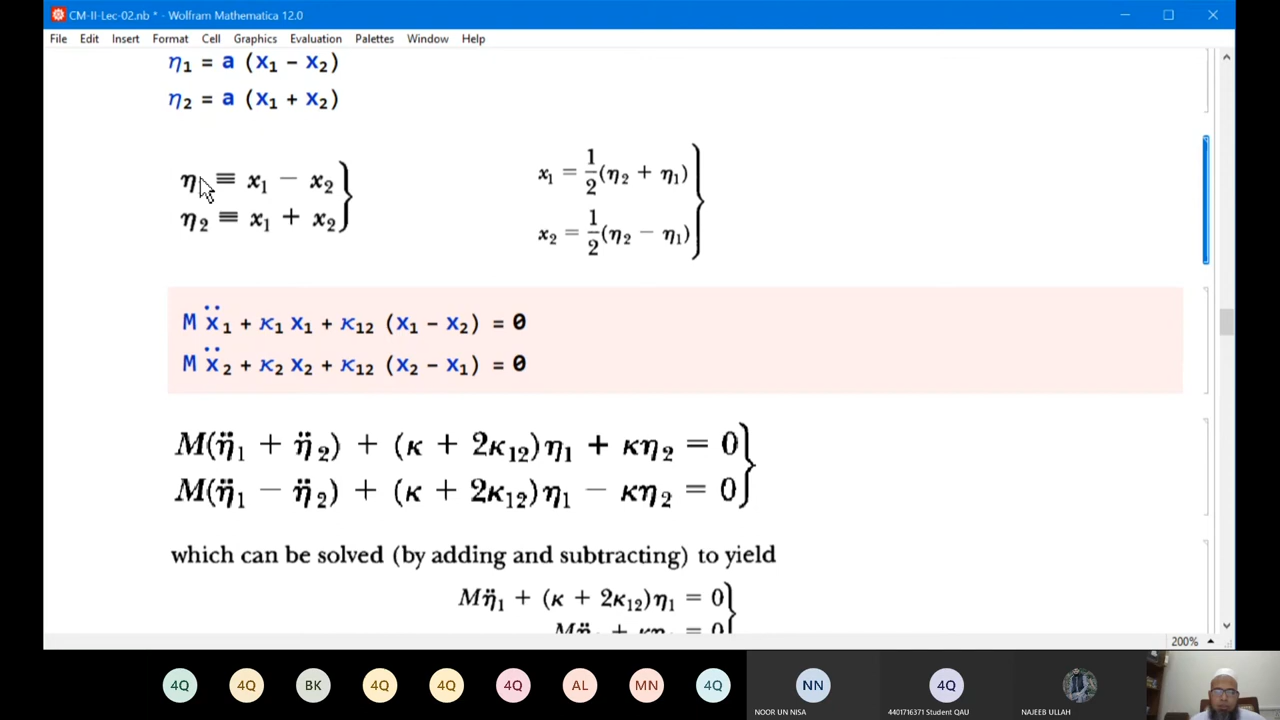 CM-II-Lec-02.nb * - Wolfram Mathematica 12.0
File Edit Insert Format Cell Graphics Evaluation Palettes Window Help
η₁ = a (x₁ - x₂)
η₂ = a (x₁ + x₂)
η ≡ x₁ − x₂
η₂ ≡ x₁ + x₂
x₁ = 1/2(η₂ + η₁)
x₂ = 1/2(η₂ − η₁)
M ẍ₁ + κ₁ x₁ + κ₁₂ (x₁ - x₂) = 0
M ẍ₂ + κ₂ x₂ + κ₁₂ (x₂ - x₁) = 0
M(η̈₁ + η̈₂) + (κ + 2κ₁₂)η₁ + κη₂ = 0
M(η̈₁ − η̈₂) + (κ + 2κ₁₂)η₁ − κη₂ = 0
which can be solved (by adding and subtracting) to yield
Mη̈₁ + (κ + 2κ₁₂)η₁ = 0
200%
4Q 4Q BK 4Q 4Q 4Q AL MN 4Q NN 4Q
NOOR UN NISA 4401716371 Student QAU NAJEEB ULLAH